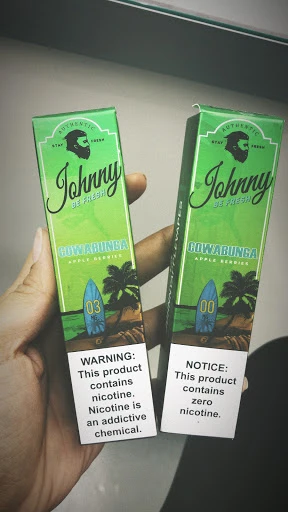 AUTHENTIC
STAY FRESH
Johnny
BE FRESH
COWABUNGA
APPLE BERRIES
03
WARNING:
This product
contains
nicotine.
Nicotine is
an addictive
chemical.
AUTHENTIC
STAY FRESH
Johnny
BE FRESH
COWABUNGA
APPLE BERRIES
00
NOTICE:
This product
contains
zero
nicotine.